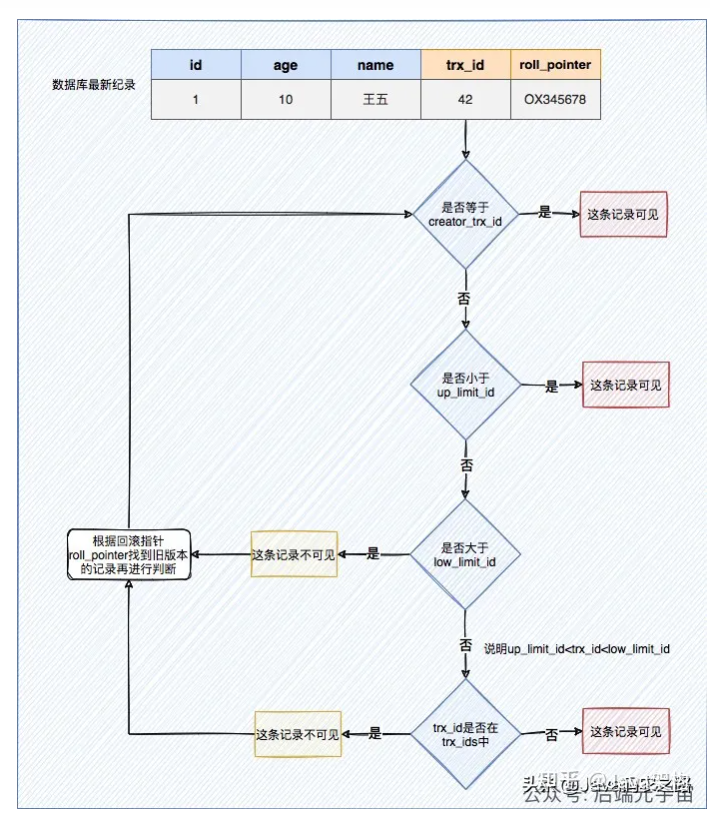 id age name trx_id roll_pointer
数据库最新纪录
1 10 王五 42 OX345678
是否等于
creator_trx_id
是
这条记录可见
否
是否小于
up_limit_id
是
这条记录可见
否
根据回滚指针
roll_pointer找到旧版本
的记录再进行判断
这条记录不可见
是
是否大于
low_limit_id
否
说明up_limit_id<trx_id<low_limit_id
这条记录不可见
是
trx_id是否在
trx_ids中
否
这条记录可见
公众号: 后端元宇宙